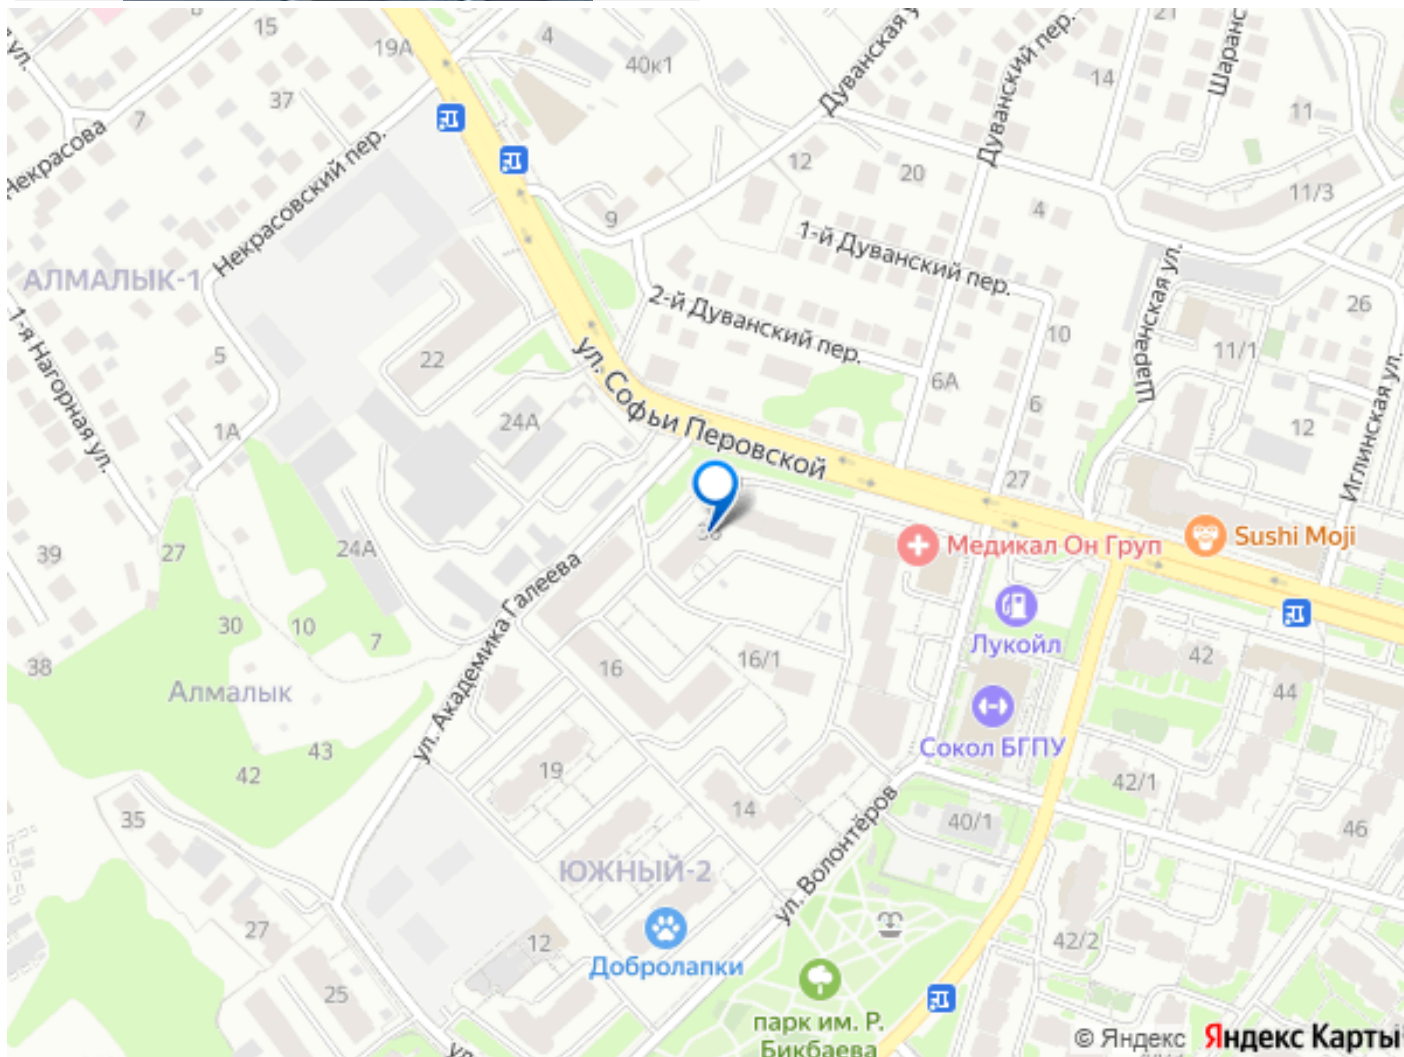 15
4
Дуванская у
Дуванский пер.
21
Шаранс
19А
40к1
14
37
11
7
Некрасова
ул.
Некрасовский пер.
12
20
11/3
9
4
1-й Дуванский пер.
АЛМАЛЫК-1
2-й Дуванский пер.
26
1-я Нагорная ул.
10
Шаранская ул.
5
22
11/1
ул. Софьи Перовской
6А
6
1А
24А
12
Иглинская ул.
27
39
27
24А
Медикал Он Груп
Sushi Moji
ул. Академика Галеева
30
10
7
Лукойл
38
16
16/1
42
Алмалык
44
Сокол БГПУ
43
42
19
42/1
35
14
40/1
46
ул. Волонтёров
ЮЖНЫЙ-2
27
12
42/2
Добролапки
25
парк им. Р.
Бикбаева
© Яндекс Яндекс Карты
ул